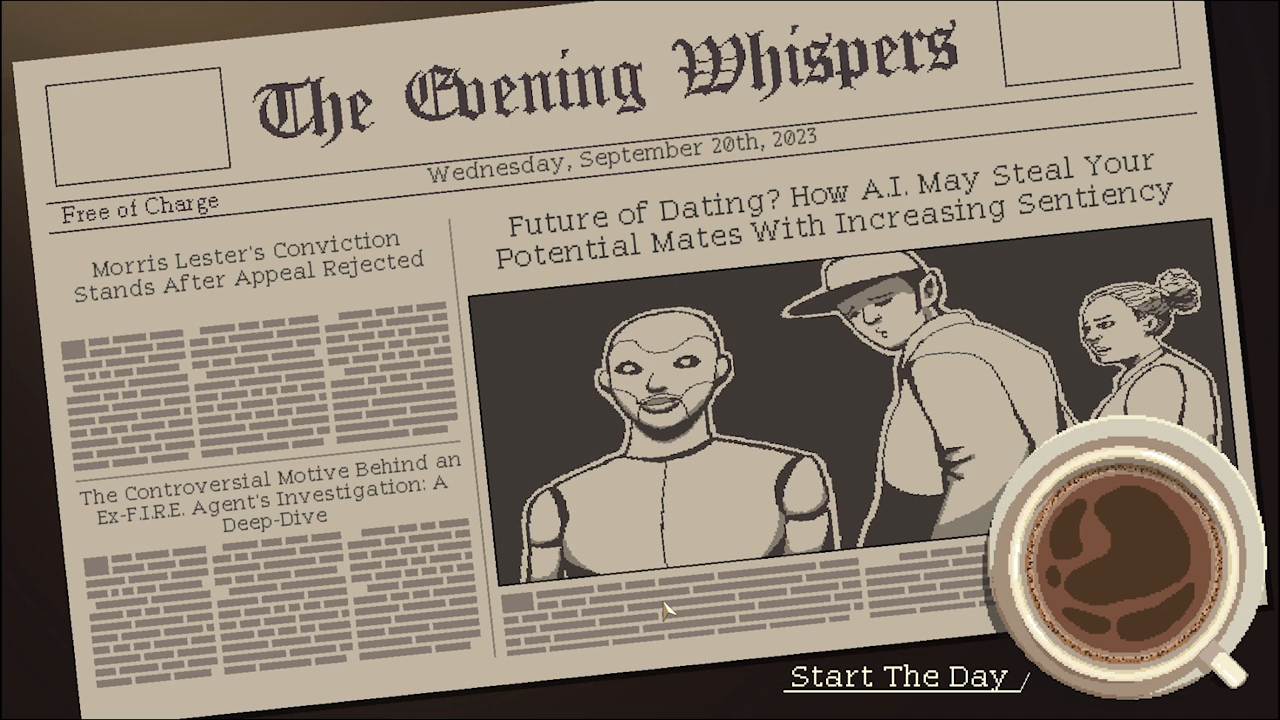 The Evening Whispers
Wednesday, September 20th, 2023
Free of Charge
Morris Lester's Conviction
Stands After Appeal Rejected
The Controversial Motive Behind an
Ex-F.I.R.E. Agent's Investigation: A
Deep-Dive
Future of Dating? How A.I. May Steal Your
Potential Mates With Increasing Sentiency
Start The Day